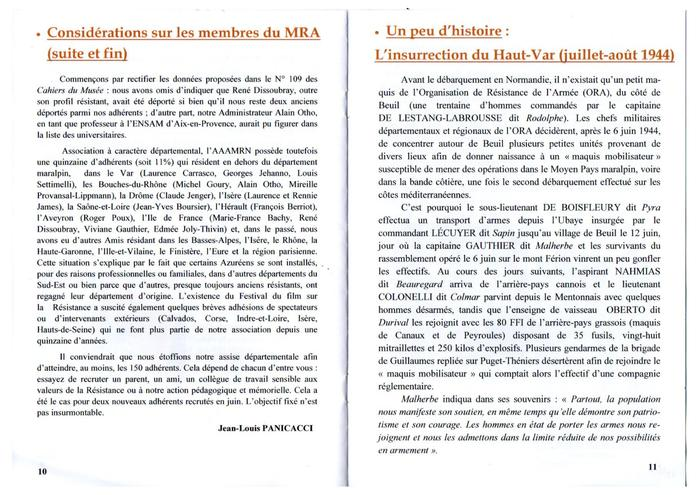 • Considérations sur les membres du MRA
(suite et fin)
Commençons par rectifier les données proposées dans le N° 109 des
Cahiers du Musée : nous avons omis d'indiquer que René Dissoubray, outre
son profil résistant, avait été déporté si bien qu'il nous reste deux anciens
déportés parmi nos adhérents ; d'autre part, notre Administrateur Alain Otho,
en tant que professeur à l'ENSAM d'Aix-en-Provence, aurait pu figurer dans
la liste des universitaires.
Association à caractère départemental, l'AAAMRN possède toutefois
une quinzaine d'adhérents (soit 11%) qui résident en dehors du département
maralpin, dans le Var (Laurence Carrasco, Georges Jehanno, Louis
Settimelli), les Bouches-du-Rhône (Michel Goury, Alain Otho, Mireille
Provansal-Lippmann), la Drôme (Claude Jenger), l'Isère (Laurence et Rennie
James), la Saône-et-Loire (Jean-Yves Boursier), l'Hérault (François Berriot),
l'Aveyron (Roger Poux), l'Ile de France (Marie-France Bachy, René
Dissoubray, Viviane Gauthier, Edmée Joly-Thivin) et, dans le passé, nous
avons eu d'autres Amis résidant dans les Basses-Alpes, l'Isère, le Rhône, la
Haute-Garonne, l'Ille-et-Vilaine, le Finistère, l'Eure et la région parisienne.
Cette situation s'explique par le fait que certains Azuréens se sont installés,
pour des raisons professionnelles ou familiales, dans d'autres départements du
Sud-Est ou bien parce que d'autres, presque toujours anciens résistants, ont
regagné leur département d'origine. L'existence du Festival du film sur
la Résistance a suscité également quelques brèves adhésions de spectateurs
ou d'intervenants extérieurs (Calvados, Corse, Indre-et-Loire, Isère,
Hauts-de-Seine) qui ne font plus partie de notre association depuis une
quinzaine d'années.
Il conviendrait que nous étoffions notre assise départementale afin
d'atteindre, au moins, les 150 adhérents. Cela dépend de chacun d'entre vous :
essayez de recruter un parent, un ami, un collègue de travail sensible aux
valeurs de la Résistance ou à notre action pédagogique et mémorielle. Cela a
été le cas pour deux nouveaux adhérents recrutés en juin. L'objectif fixé n'est
pas insurmontable.
Jean-Louis PANICACCI
10
• Un peu d'histoire :
L'insurrection du Haut-Var (juillet-août 1944)
Avant le débarquement en Normandie, il n'existait qu'un petit ma-
quis de l'Organisation de Résistance de l'Armée (ORA), du côté de
Beuil (une trentaine d'hommes commandés par le capitaine
DE LESTANG-LABROUSSE dit Rodolphe). Les chefs militaires
départementaux et régionaux de l'ORA décidèrent, après le 6 juin 1944,
de concentrer autour de Beuil plusieurs petites unités provenant de
divers lieux afin de donner naissance à un « maquis mobilisateur »
susceptible de mener des opérations dans le Moyen Pays maralpin, voire
dans la bande côtière, une fois le second débarquement effectué sur les
côtes méditerranéennes.
C'est pourquoi le sous-lieutenant DE BOISFLEURY dit Pyra
effectua un transport d'armes depuis l'Ubaye insurgée par le
commandant LÉCUYER dit Sapin jusqu'au village de Beuil le 12 juin,
jour où la capitaine GAUTHIER dit Malherbe et les survivants du
rassemblement opéré le 6 juin sur le mont Férion vinrent un peu gonfler
les effectifs. Au cours des jours suivants, l'aspirant NAHMIAS
dit Beauregard arriva de l'arrière-pays cannois et le lieutenant
COLONELLI dit Colmar parvint depuis le Mentonnais avec quelques
hommes désarmés, tandis que l'enseigne de vaisseau OBERTO dit
Durival les rejoignit avec les 80 FFI de l'arrière-pays grassois (maquis
de Canaux et de Peyroules) disposant de 35 fusils, vingt-huit
mitraillettes et 250 kilos d'explosifs. Plusieurs gendarmes de la brigade
de Guillaumes repliée sur Puget-Théniers désertèrent afin de rejoindre le
« maquis mobilisateur » qui comptait alors l'effectif d'une compagnie
réglementaire.
Malherbe indiqua dans ses souvenirs : « Partout, la population
nous manifeste son soutien, en même temps qu'elle démontre son patrio-
tisme et son courage. Les hommes en état de porter les armes nous re-
joignent et nous les admettons dans la limite réduite de nos possibilités
en armement ».
11